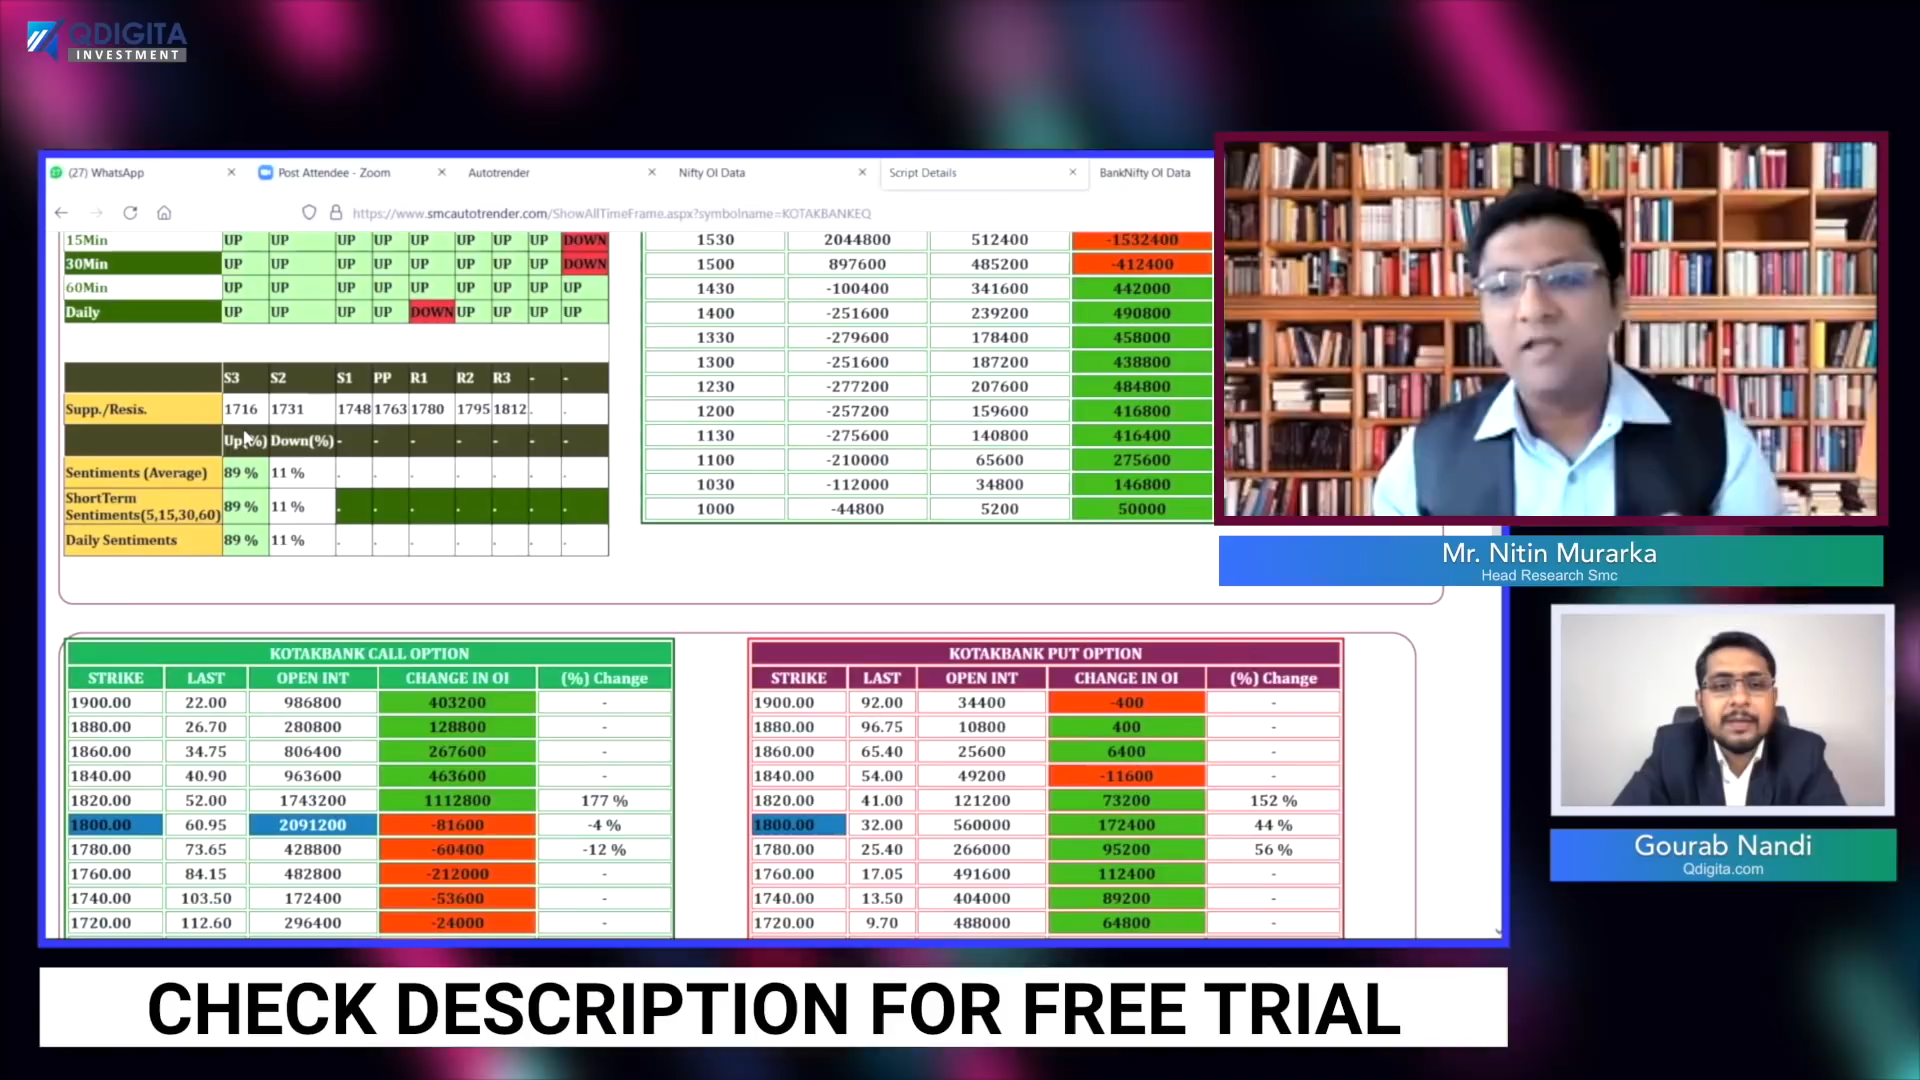 QDIGITA
INVESTMENT
(27) WhatsApp
Post Attendee - Zoom
Autotrender
Nifty OI Data
Script Details
BankNifty OI Data
https://www.smcautotrender.com/ShowAllTimeFrame.aspx?symbolname=KOTAKBANKEQ
15Min UP UP UP UP UP UP UP UP DOWN
30Min UP UP UP UP UP UP UP UP DOWN
60Min UP UP UP UP UP UP UP UP UP
Daily UP UP UP UP DOWN UP UP UP UP
S3 S2 S1 PP R1 R2 R3 - -
Supp./Resis. 1716 1731 1748 1763 1780 1795 1812 . .
Up(%) Down(%) - - - - - - -
Sentiments (Average) 89 % 11 % . . . . . . .
ShortTerm
Sentiments(5,15,30,60) 89 % 11 % . . . . . . .
Daily Sentiments 89 % 11 % . . . . . . .
1530 2044800 512400 -1532400
1500 897600 485200 -412400
1430 -100400 341600 442000
1400 -251600 239200 490800
1330 -279600 178400 458000
1300 -251600 187200 438800
1230 -277200 207600 484800
1200 -257200 159600 416800
1130 -275600 140800 416400
1100 -210000 65600 275600
1030 -112000 34800 146800
1000 -44800 5200 50000
Mr. Nitin Murarka
Head Research Smc
KOTAKBANK CALL OPTION
STRIKE LAST OPEN INT CHANGE IN OI (%) Change
1900.00 22.00 986800 403200 -
1880.00 26.70 280800 128800 -
1860.00 34.75 806400 267600 -
1840.00 40.90 963600 463600 -
1820.00 52.00 1743200 1112800 177 %
1800.00 60.95 2091200 -81600 -4 %
1780.00 73.65 428800 -60400 -12 %
1760.00 84.15 482800 -212000 -
1740.00 103.50 172400 -53600 -
1720.00 112.60 296400 -24000 -
KOTAKBANK PUT OPTION
STRIKE LAST OPEN INT CHANGE IN OI (%) Change
1900.00 92.00 34400 -400 -
1880.00 96.75 10800 400 -
1860.00 65.40 25600 6400 -
1840.00 54.00 49200 -11600 -
1820.00 41.00 121200 73200 152 %
1800.00 32.00 560000 172400 44 %
1780.00 25.40 266000 95200 56 %
1760.00 17.05 491600 112400 -
1740.00 13.50 404000 89200 -
1720.00 9.70 488000 64800 -
Gourab Nandi
Qdigita.com
CHECK DESCRIPTION FOR FREE TRIAL